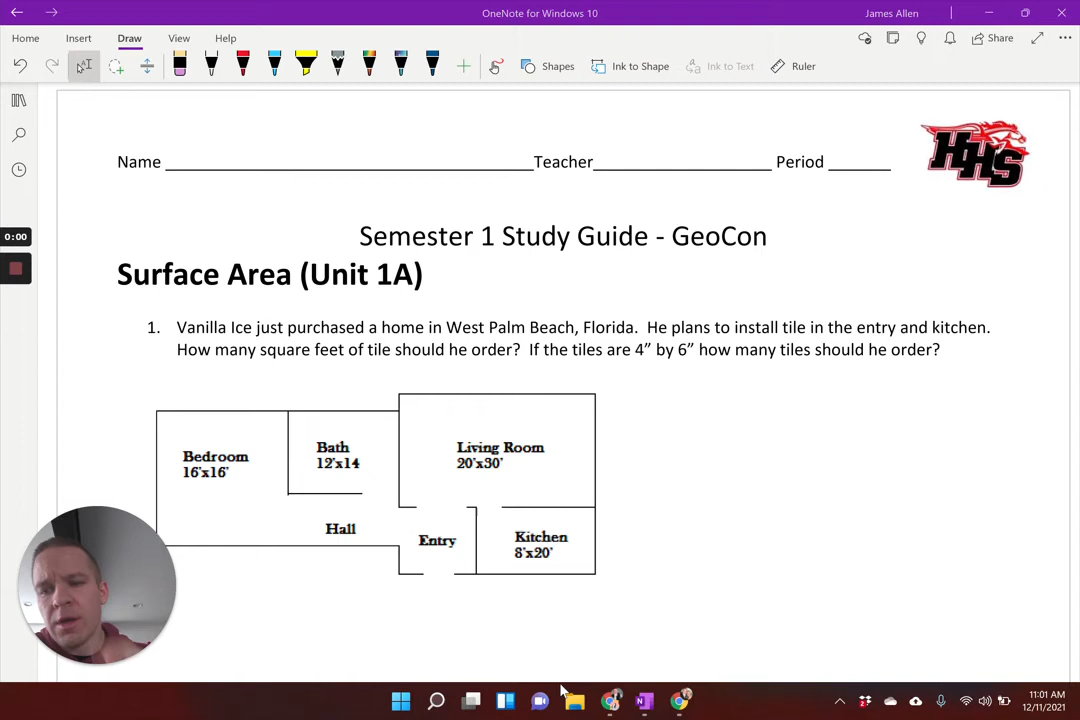 OneNote for Windows 10
James Allen
Home Insert Draw View Help
Share
Shapes Ink to Shape Ink to Text Ruler
Name Teacher Period
HHS
Semester 1 Study Guide - GeoCon
0:00
Surface Area (Unit 1A)
1. Vanilla Ice just purchased a home in West Palm Beach, Florida. He plans to install tile in the entry and kitchen.
How many square feet of tile should he order? If the tiles are 4” by 6” how many tiles should he order?
Bedroom
16'x16'
Bath
12'x14
Living Room
20'x30'
Hall
Entry
Kitchen
8'x20'
11:01 AM
12/11/2021